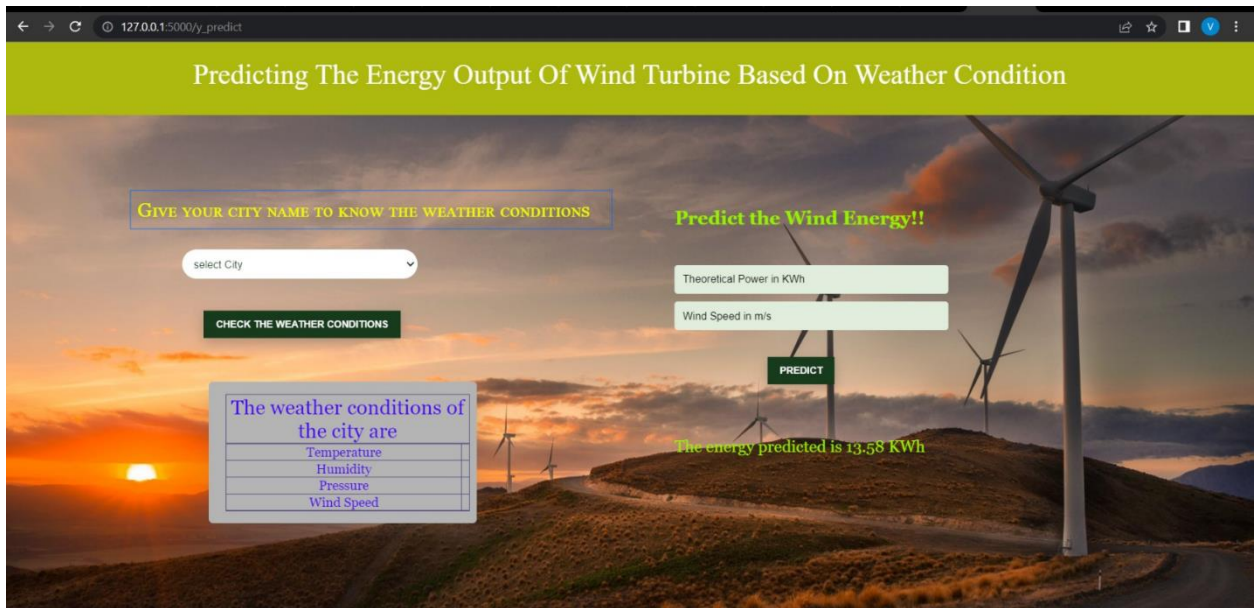 127.0.0.1:5000/y_predict
V
Predicting The Energy Output Of Wind Turbine Based On Weather Condition
GIVE YOUR CITY NAME TO KNOW THE WEATHER CONDITIONS
select City
CHECK THE WEATHER CONDITIONS
The weather conditions of
the city are
Temperature
Humidity
Pressure
Wind Speed
Predict the Wind Energy!!
Theoretical Power in KWh
Wind Speed in m/s
PREDICT
The energy predicted is 13.58 KWh